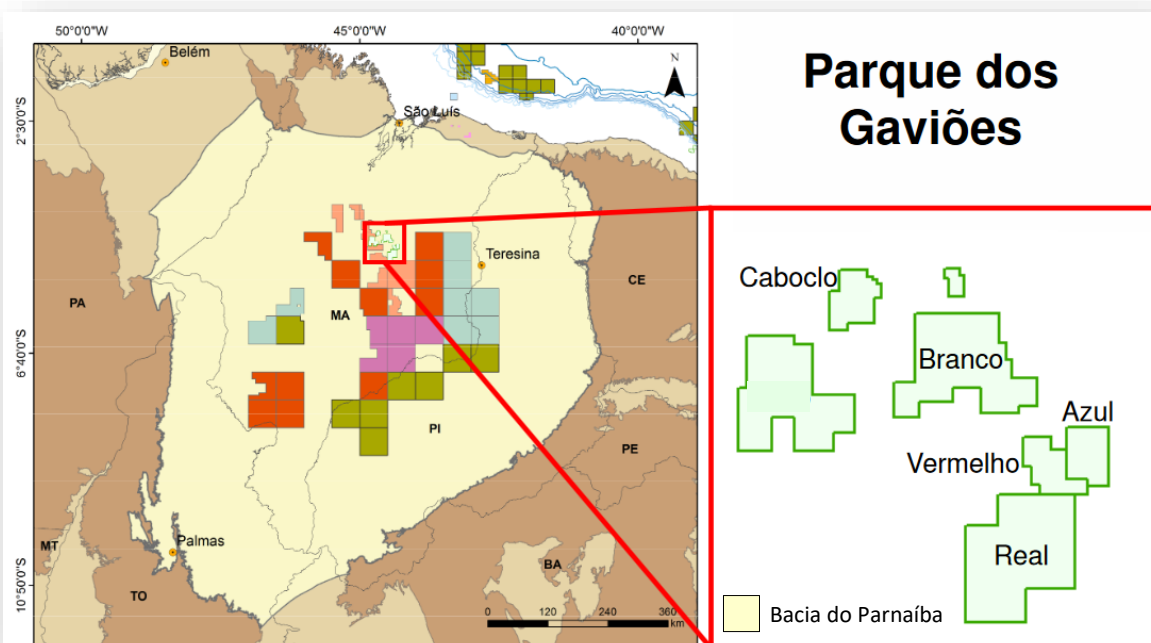 50°0'0"W
45°0'0"W
40°0'0"W
Belém
N
São Luís
2°30'0"S
Teresina
PA
CE
MA
6°40'0"S
PI
PE
MT
Palmas
BA
TO
10°50'0"S
0 120 240 360
km
Parque dos
Gaviões
Caboclo
Branco
Azul
Vermelho
Real
Bacia do Parnaíba